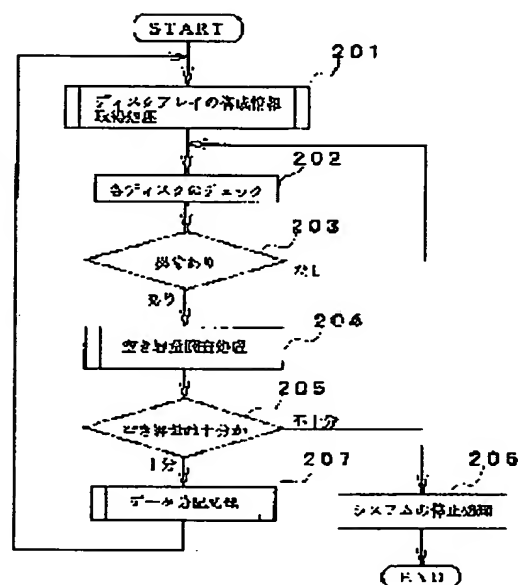 START
201
ディスクアレイの構成情報
取得処理
202
各ディスクのチェック
203
異常あり
なし
あり
204
空き容量調査処理
205
空き容量は十分か
不十分
十分
207
データ分配処理
206
システムの停止処理
END